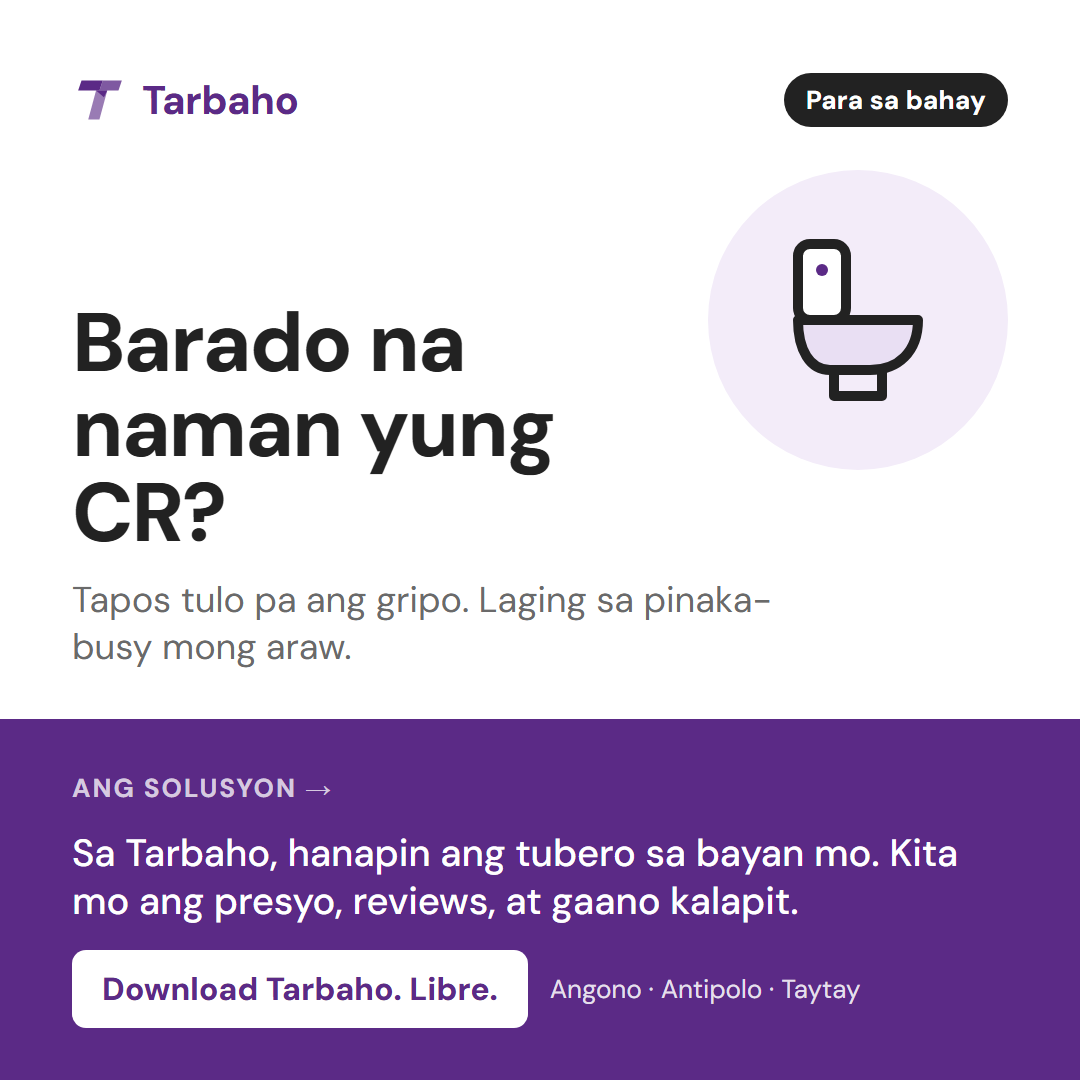 Tarbaho
Para sa bahay
Barado na
naman yung
CR?
Tapos tulo pa ang gripo. Laging sa pinaka-
busy mong araw.
ANG SOLUSYON →
Sa Tarbaho, hanapin ang tubero sa bayan mo. Kita
mo ang presyo, reviews, at gaano kalapit.
Download Tarbaho. Libre.
Angono · Antipolo · Taytay